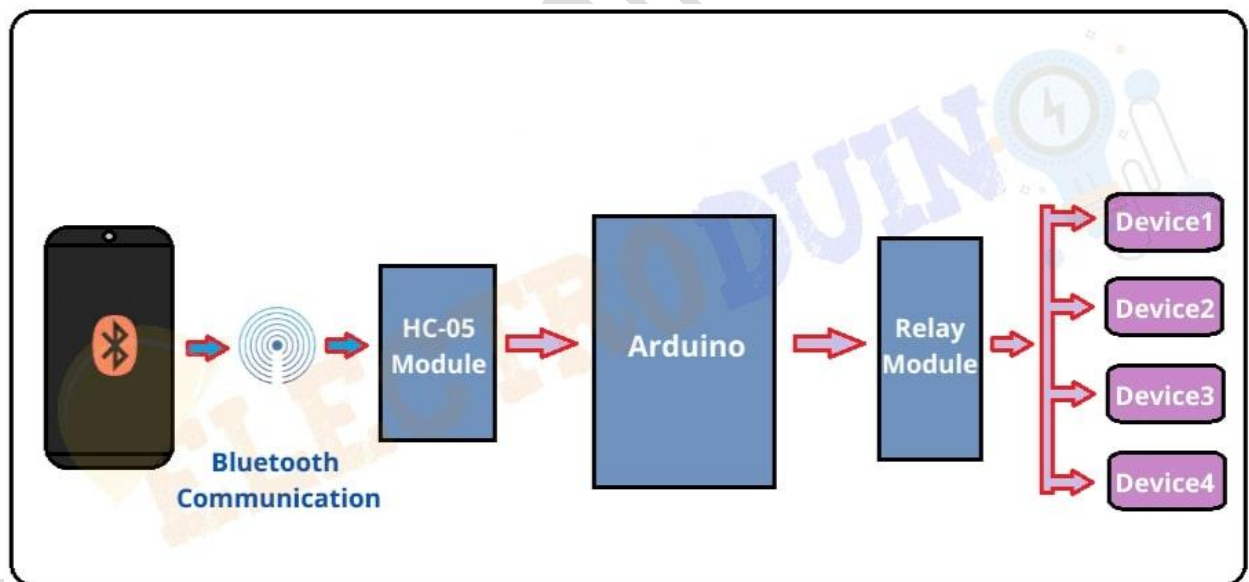 ELECTRODUINO
HC-05
Module
Arduino
Relay
Module
Device1
Device2
Device3
Device4
Bluetooth
Communication